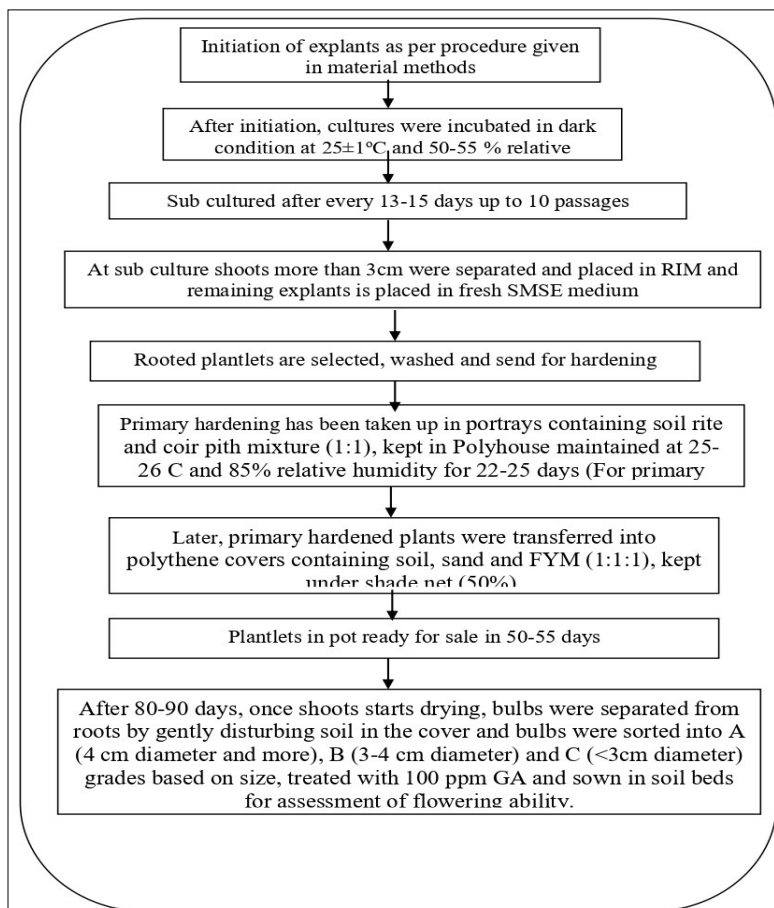 Initiation of explants as per procedure given
in material methods
After initiation, cultures were incubated in dark
condition at 25±1°C and 50-55 % relative
Sub cultured after every 13-15 days up to 10 passages
At sub culture shoots more than 3cm were separated and placed in RIM and
remaining explants is placed in fresh SMSE medium
Rooted plantlets are selected, washed and send for hardening
Primary hardening has been taken up in portrays containing soil rite
and coir pith mixture (1:1), kept in Polyhouse maintained at 25-
26 C and 85% relative humidity for 22-25 days (For primary
Later, primary hardened plants were transferred into
polythene covers containing soil, sand and FYM (1:1:1), kept
under shade net (50%)
Plantlets in pot ready for sale in 50-55 days
After 80-90 days, once shoots starts drying, bulbs were separated from
roots by gently disturbing soil in the cover and bulbs were sorted into A
(4 cm diameter and more), B (3-4 cm diameter) and C (<3cm diameter)
grades based on size, treated with 100 ppm GA and sown in soil beds
for assessment of flowering ability.